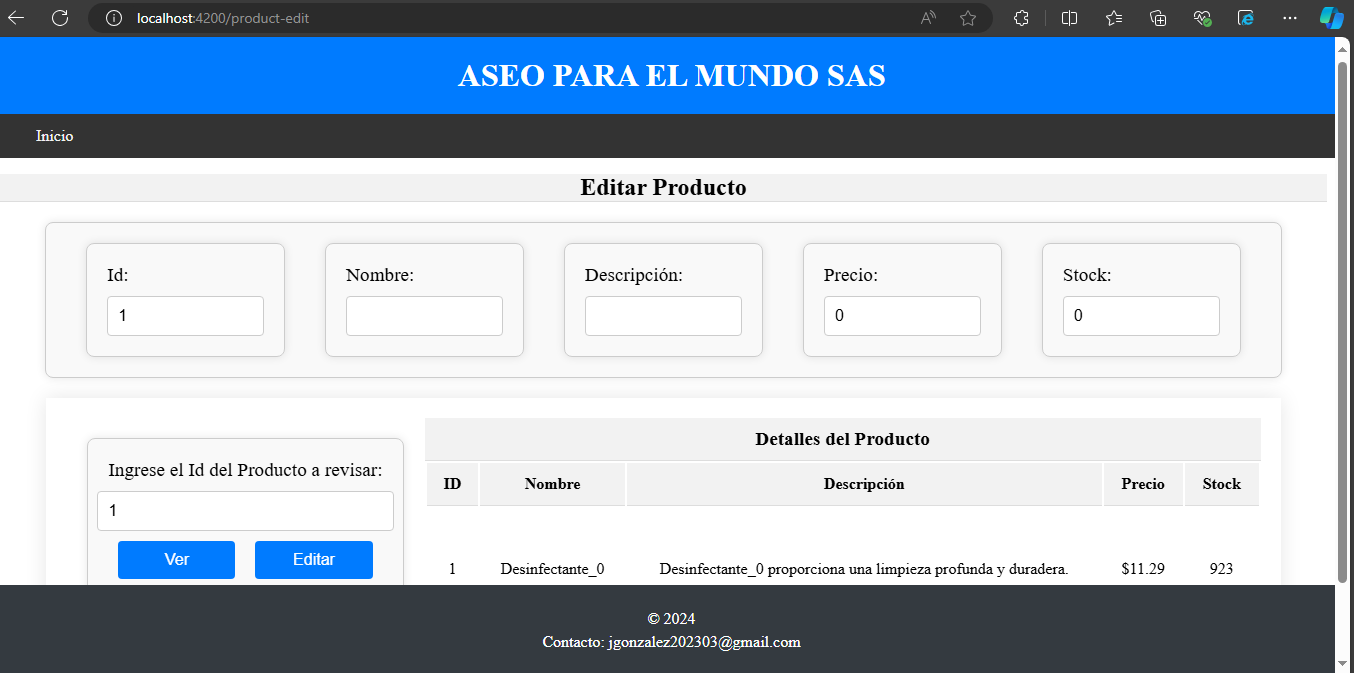 localhost:4200/product-edit
ASEO PARA EL MUNDO SAS
Inicio
Editar Producto
Id: Nombre: Descripción: Precio: Stock:
1 0 0
Detalles del Producto
Ingrese el Id del Producto a revisar:
ID Nombre Descripción Precio Stock
1
Ver Editar
1 Desinfectante_0 Desinfectante_0 proporciona una limpieza profunda y duradera. $11.29 923
© 2024
Contacto: jgonzalez202303@gmail.com